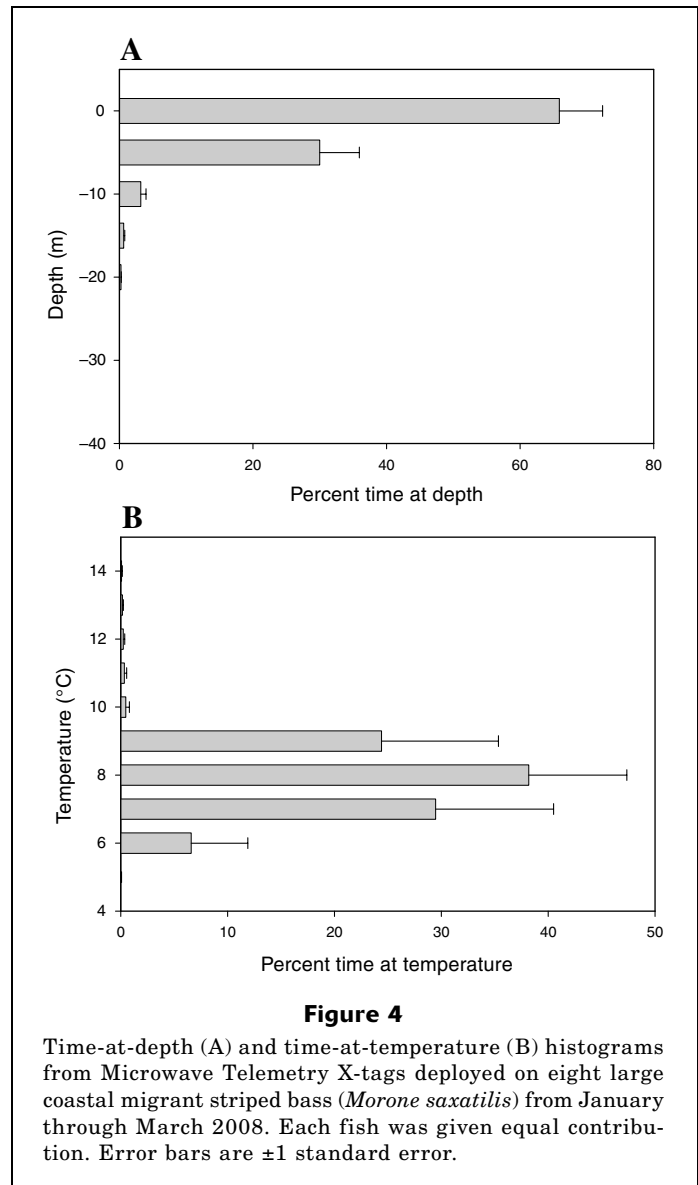 A
0
–10
–20
–30
–40
Depth (m)
0 20 40 60 80
Percent time at depth
B
14
12
10
8
6
4
Temperature (°C)
0 10 20 30 40 50
Percent time at temperature
Figure 4
Time-at-depth (A) and time-at-temperature (B) histograms
from Microwave Telemetry X-tags deployed on eight large
coastal migrant striped bass (Morone saxatilis) from January
through March 2008. Each fish was given equal contribu-
tion. Error bars are ±1 standard error.